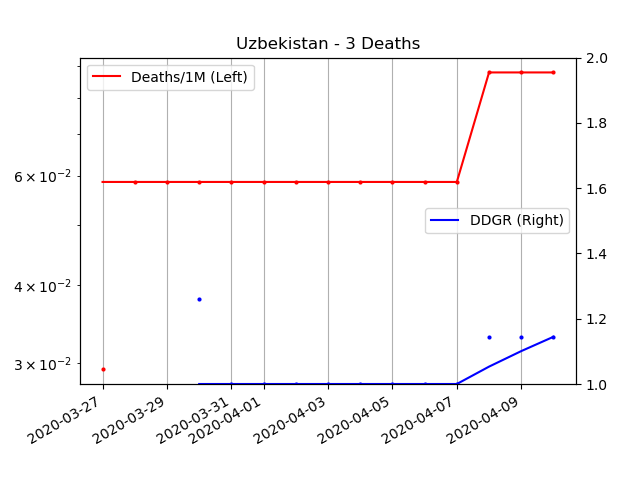 Uzbekistan - 3 Deaths
Deaths/1M (Left)
DDGR (Right)
6 × 10⁻²
4 × 10⁻²
3 × 10⁻²
2.0
1.8
1.6
1.4
1.2
1.0
2020-03-27
2020-03-29
2020-03-31
2020-04-01
2020-04-03
2020-04-05
2020-04-07
2020-04-09